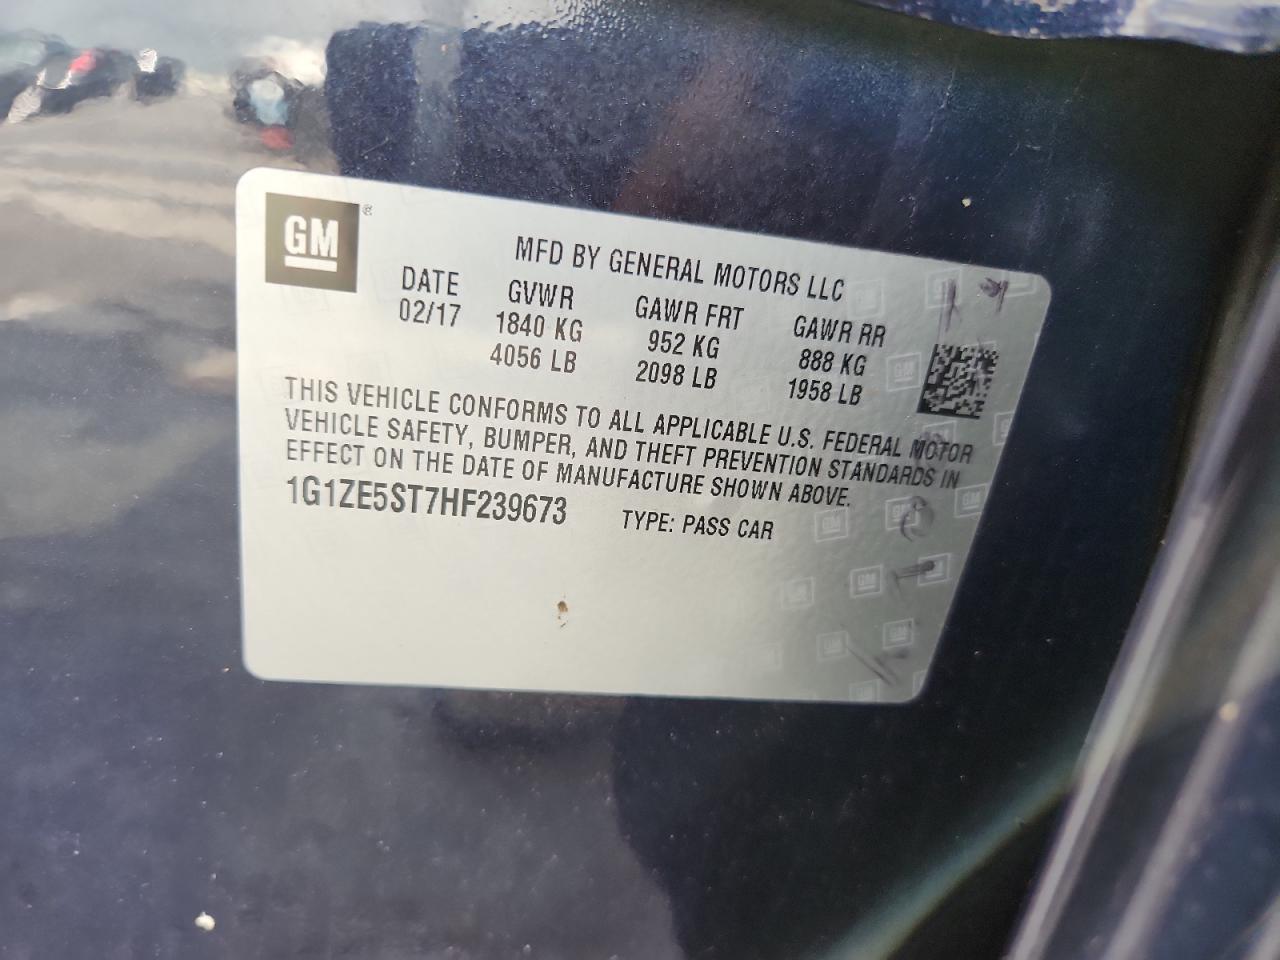 GM ®
MFD BY GENERAL MOTORS LLC
DATE GVWR GAWR FRT GAWR RR
02/17 1840 KG 952 KG 888 KG
4056 LB 2098 LB 1958 LB
THIS VEHICLE CONFORMS TO ALL APPLICABLE U.S. FEDERAL MOTOR
VEHICLE SAFETY, BUMPER, AND THEFT PREVENTION STANDARDS IN
EFFECT ON THE DATE OF MANUFACTURE SHOWN ABOVE.
1G1ZE5ST7HF239673 TYPE: PASS CAR